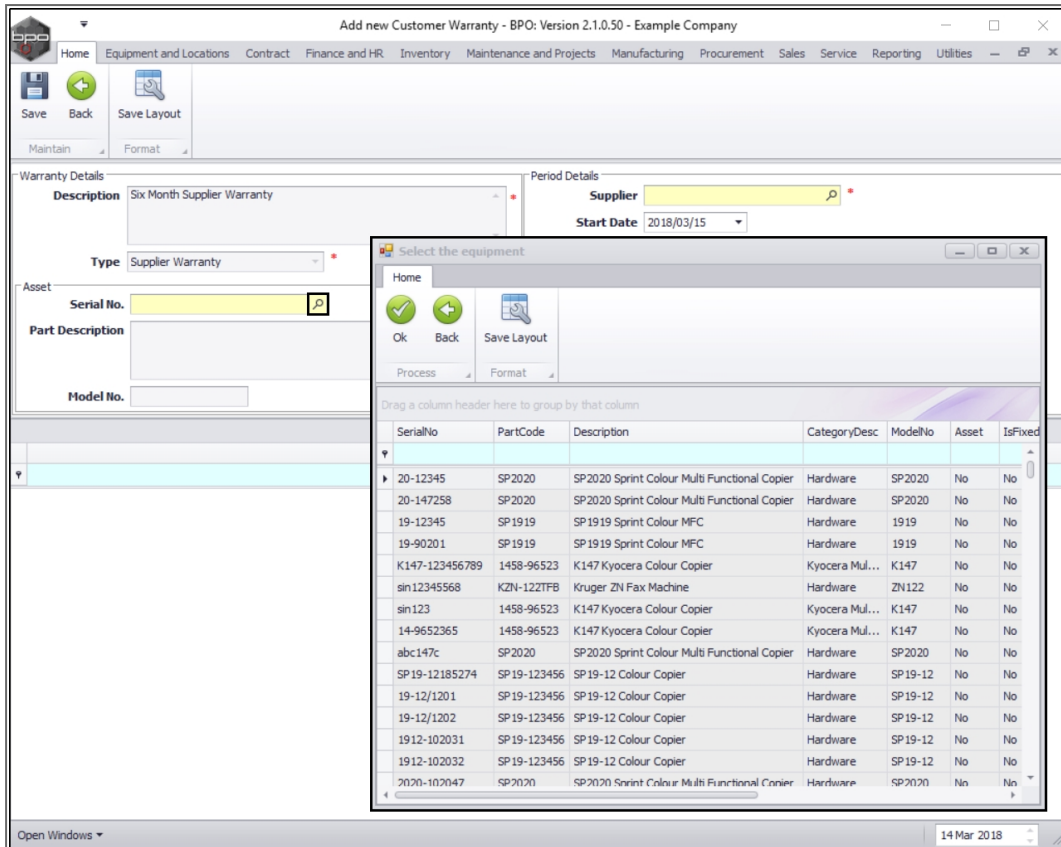 Add new Customer Warranty - BPO: Version 2.1.0.50 - Example Company
bpo
Home Equipment and Locations Contract Finance and HR Inventory Maintenance and Projects Manufacturing Procurement Sales Service Reporting Utilities
Save Back Save Layout
Maintain Format
Warranty Details
Description Six Month Supplier Warranty *
Type Supplier Warranty *
Asset
Serial No.
Part Description
Model No.
Period Details
Supplier *
Start Date 2018/03/15
Select the equipment
Home
Ok Back Save Layout
Process Format
Drag a column header here to group by that column
SerialNo PartCode Description CategoryDesc ModelNo Asset IsFixed
20-12345 SP2020 SP2020 Sprint Colour Multi Functional Copier Hardware SP2020 No No
20-147258 SP2020 SP2020 Sprint Colour Multi Functional Copier Hardware SP2020 No No
19-12345 SP1919 SP1919 Sprint Colour MFC Hardware 1919 No No
19-90201 SP1919 SP1919 Sprint Colour MFC Hardware 1919 No No
K147-123456789 1458-96523 K147 Kyocera Colour Copier Kyocera Mul... K147 No No
sin12345568 KZN-122TFB Kruger ZN Fax Machine Hardware ZN122 No No
sin123 1458-96523 K147 Kyocera Colour Copier Kyocera Mul... K147 No No
14-9652365 1458-96523 K147 Kyocera Colour Copier Kyocera Mul... K147 No No
abc147c SP2020 SP2020 Sprint Colour Multi Functional Copier Hardware SP2020 No No
SP19-12185274 SP19-123456 SP19-12 Colour Copier Hardware SP19-12 No No
19-12/1201 SP19-123456 SP19-12 Colour Copier Hardware SP19-12 No No
19-12/1202 SP19-123456 SP19-12 Colour Copier Hardware SP19-12 No No
1912-102031 SP19-123456 SP19-12 Colour Copier Hardware SP19-12 No No
1912-102032 SP19-123456 SP19-12 Colour Copier Hardware SP19-12 No No
2020-102047 SP2020 SP2020 Sprint Colour Multi Functional Copier Hardware SP2020 No No
Open Windows 14 Mar 2018